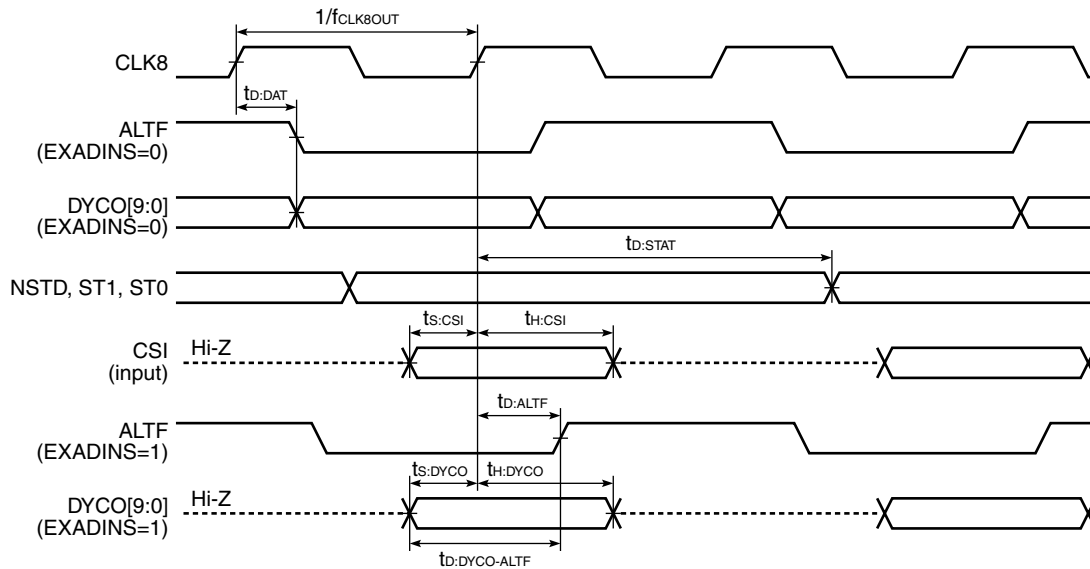 1/fCLK8OUT
CLK8
tD:DAT
ALTF
(EXADINS=0)
DYCO[9:0]
(EXADINS=0)
tD:STAT
NSTD, ST1, ST0
tS:CSI
tH:CSI
CSI
(input)
Hi-Z
tD:ALTF
ALTF
(EXADINS=1)
tS:DYCO
tH:DYCO
DYCO[9:0]
(EXADINS=1)
Hi-Z
tD:DYCO-ALTF